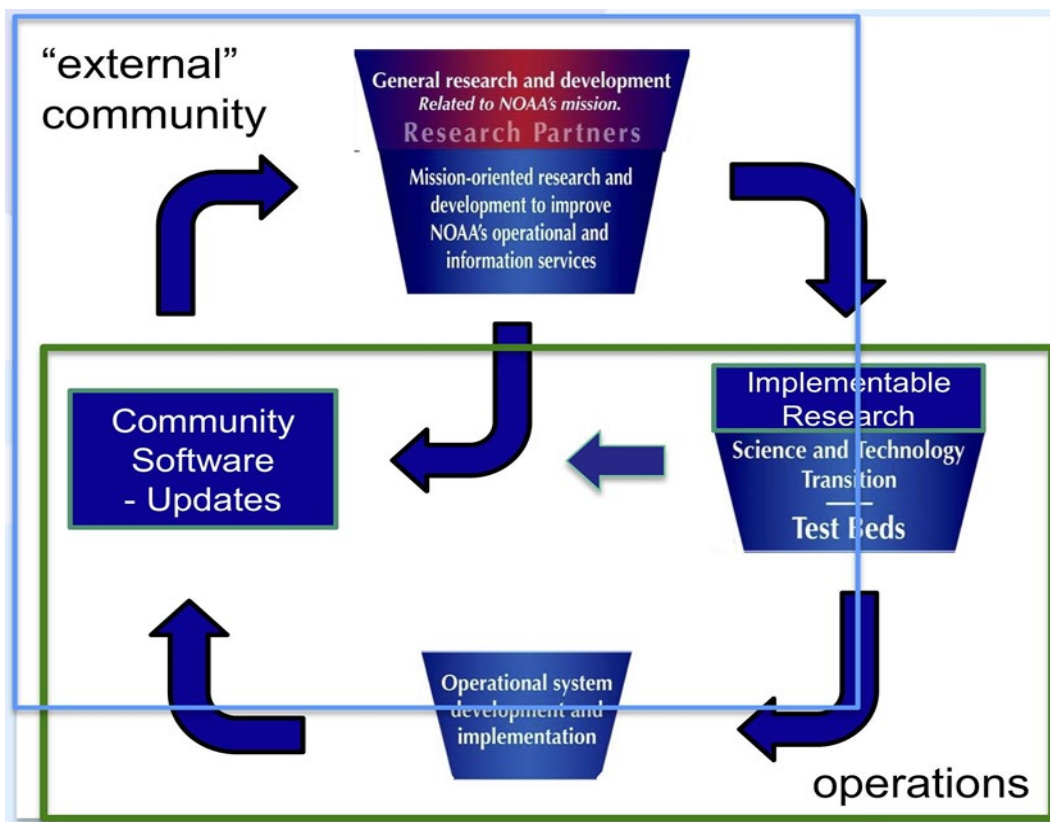 “external”
community
General research and development
Related to NOAA's mission.
Research Partners
Mission-oriented research and
development to improve
NOAA's operational and
information services
Community
Software
- Updates
Implementable
Research
Science and Technology
Transition
Test Beds
Operational system
development and
implementation
operations